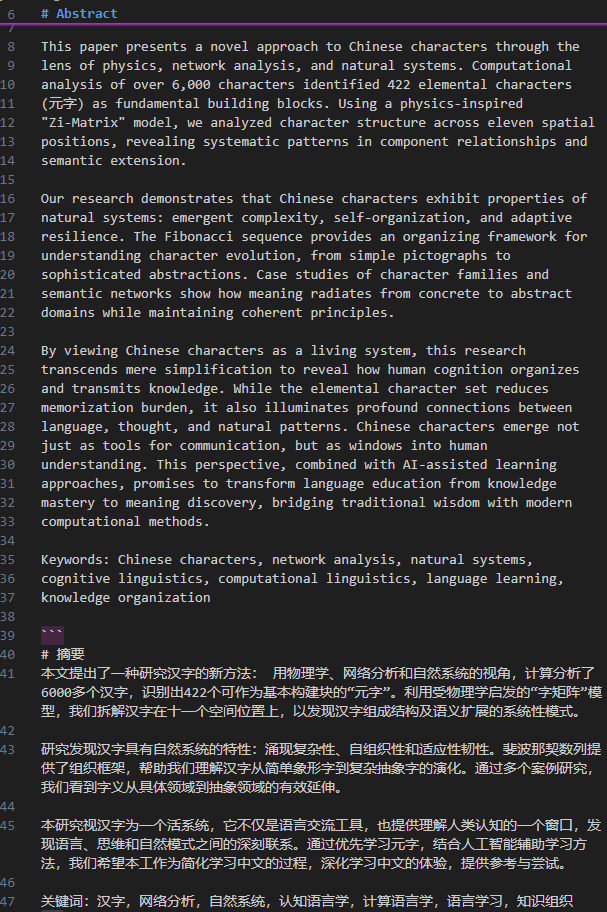 6 # Abstract
7
8 This paper presents a novel approach to Chinese characters through the
9 lens of physics, network analysis, and natural systems. Computational
10 analysis of over 6,000 characters identified 422 elemental characters
11 (元字) as fundamental building blocks. Using a physics-inspired
12 "Zi-Matrix" model, we analyzed character structure across eleven spatial
13 positions, revealing systematic patterns in component relationships and
14 semantic extension.
15
16 Our research demonstrates that Chinese characters exhibit properties of
17 natural systems: emergent complexity, self-organization, and adaptive
18 resilience. The Fibonacci sequence provides an organizing framework for
19 understanding character evolution, from simple pictographs to
20 sophisticated abstractions. Case studies of character families and
21 semantic networks show how meaning radiates from concrete to abstract
22 domains while maintaining coherent principles.
23
24 By viewing Chinese characters as a living system, this research
25 transcends mere simplification to reveal how human cognition organizes
26 and transmits knowledge. While the elemental character set reduces
27 memorization burden, it also illuminates profound connections between
28 language, thought, and natural patterns. Chinese characters emerge not
29 just as tools for communication, but as windows into human
30 understanding. This perspective, combined with AI-assisted learning
31 approaches, promises to transform language education from knowledge
32 mastery to meaning discovery, bridging traditional wisdom with modern
33 computational methods.
34
35 Keywords: Chinese characters, network analysis, natural systems,
36 cognitive linguistics, computational linguistics, language learning,
37 knowledge organization
38
39 ```
40 # 摘要
41 本文提出了一种研究汉字的新方法： 用物理学、网络分析和自然系统的视角，计算分析了
6000多个汉字，识别出422个可作为基本构建块的“元字”。利用受物理学启发的“字矩阵”模
型，我们拆解汉字在十一个空间位置上，以发现汉字组成结构及语义扩展的系统性模式。
42
43 研究发现汉字具有自然系统的特性：涌现复杂性、自组织性和适应性韧性。斐波那契数列提
供了组织框架，帮助我们理解汉字从简单象形字到复杂抽象字的演化。通过多个案例研究，
我们看到字义从具体领域到抽象领域的有效延伸。
44
45 本研究视汉字为一个活系统，它不仅是语言交流工具，也提供理解人类认知的一个窗口，发
现语言、思维和自然模式之间的深刻联系。通过优先学习元字，结合人工智能辅助学习方
法，我们希望本工作为简化学习中文的过程，深化学习中文的体验，提供参考与尝试。
46
47 关键词：汉字，网络分析，自然系统，认知语言学，计算语言学，语言学习，知识组织